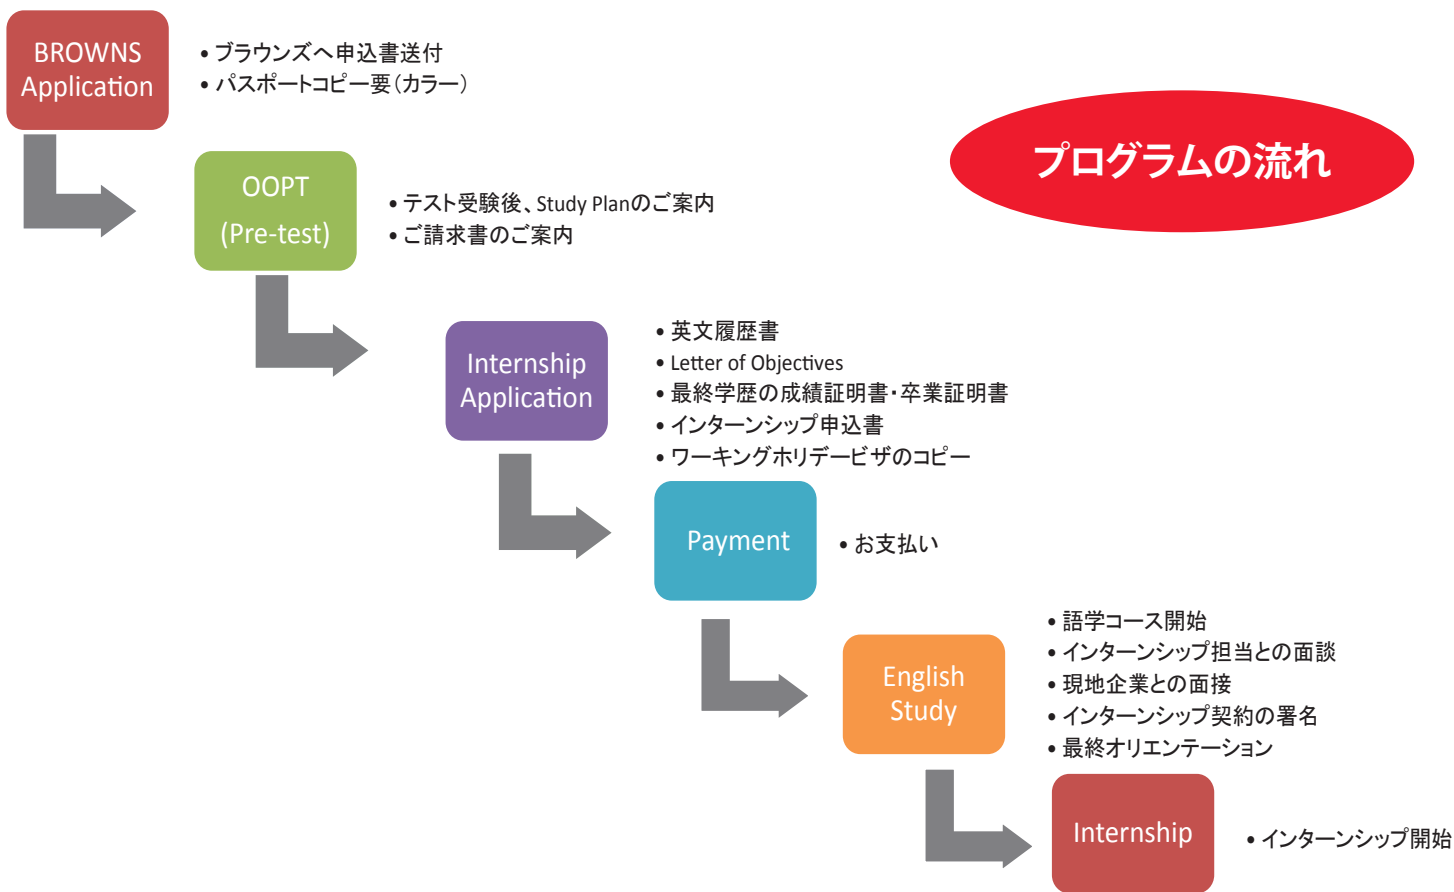 BROWNS
Application
• ブラウンズへ申込書送付
• パスポートコピー要（カラー）
プログラムの流れ
OOPT
(Pre-test)
• テスト受験後、Study Planのご案内
• ご請求書のご案内
Internship
Application
• 英文履歴書
• Letter of Objectives
• 最終学歴の成績証明書・卒業証明書
• インターンシップ申込書
• ワーキングホリデービザのコピー
Payment
• お支払い
English
Study
• 語学コース開始
• インターンシップ担当との面談
• 現地企業との面接
• インターンシップ契約の署名
• 最終オリエンテーション
Internship
• インターンシップ開始